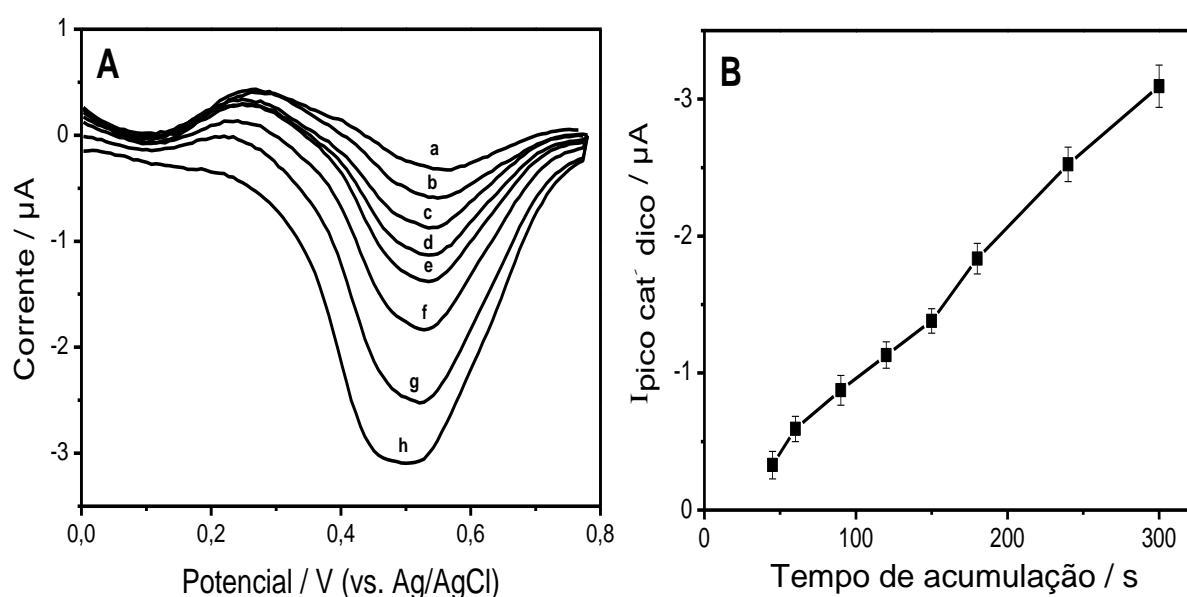 A
1
0
-1
-2
-3
Corrente / µA
a
b
c
d
e
f
g
h
0,0
0,2
0,4
0,6
0,8
Potencial / V (vs. Ag/AgCl)
B
-3
-2
-1
0
Ipico cat´ dico / µA
0
100
200
300
Tempo de acumulação / s